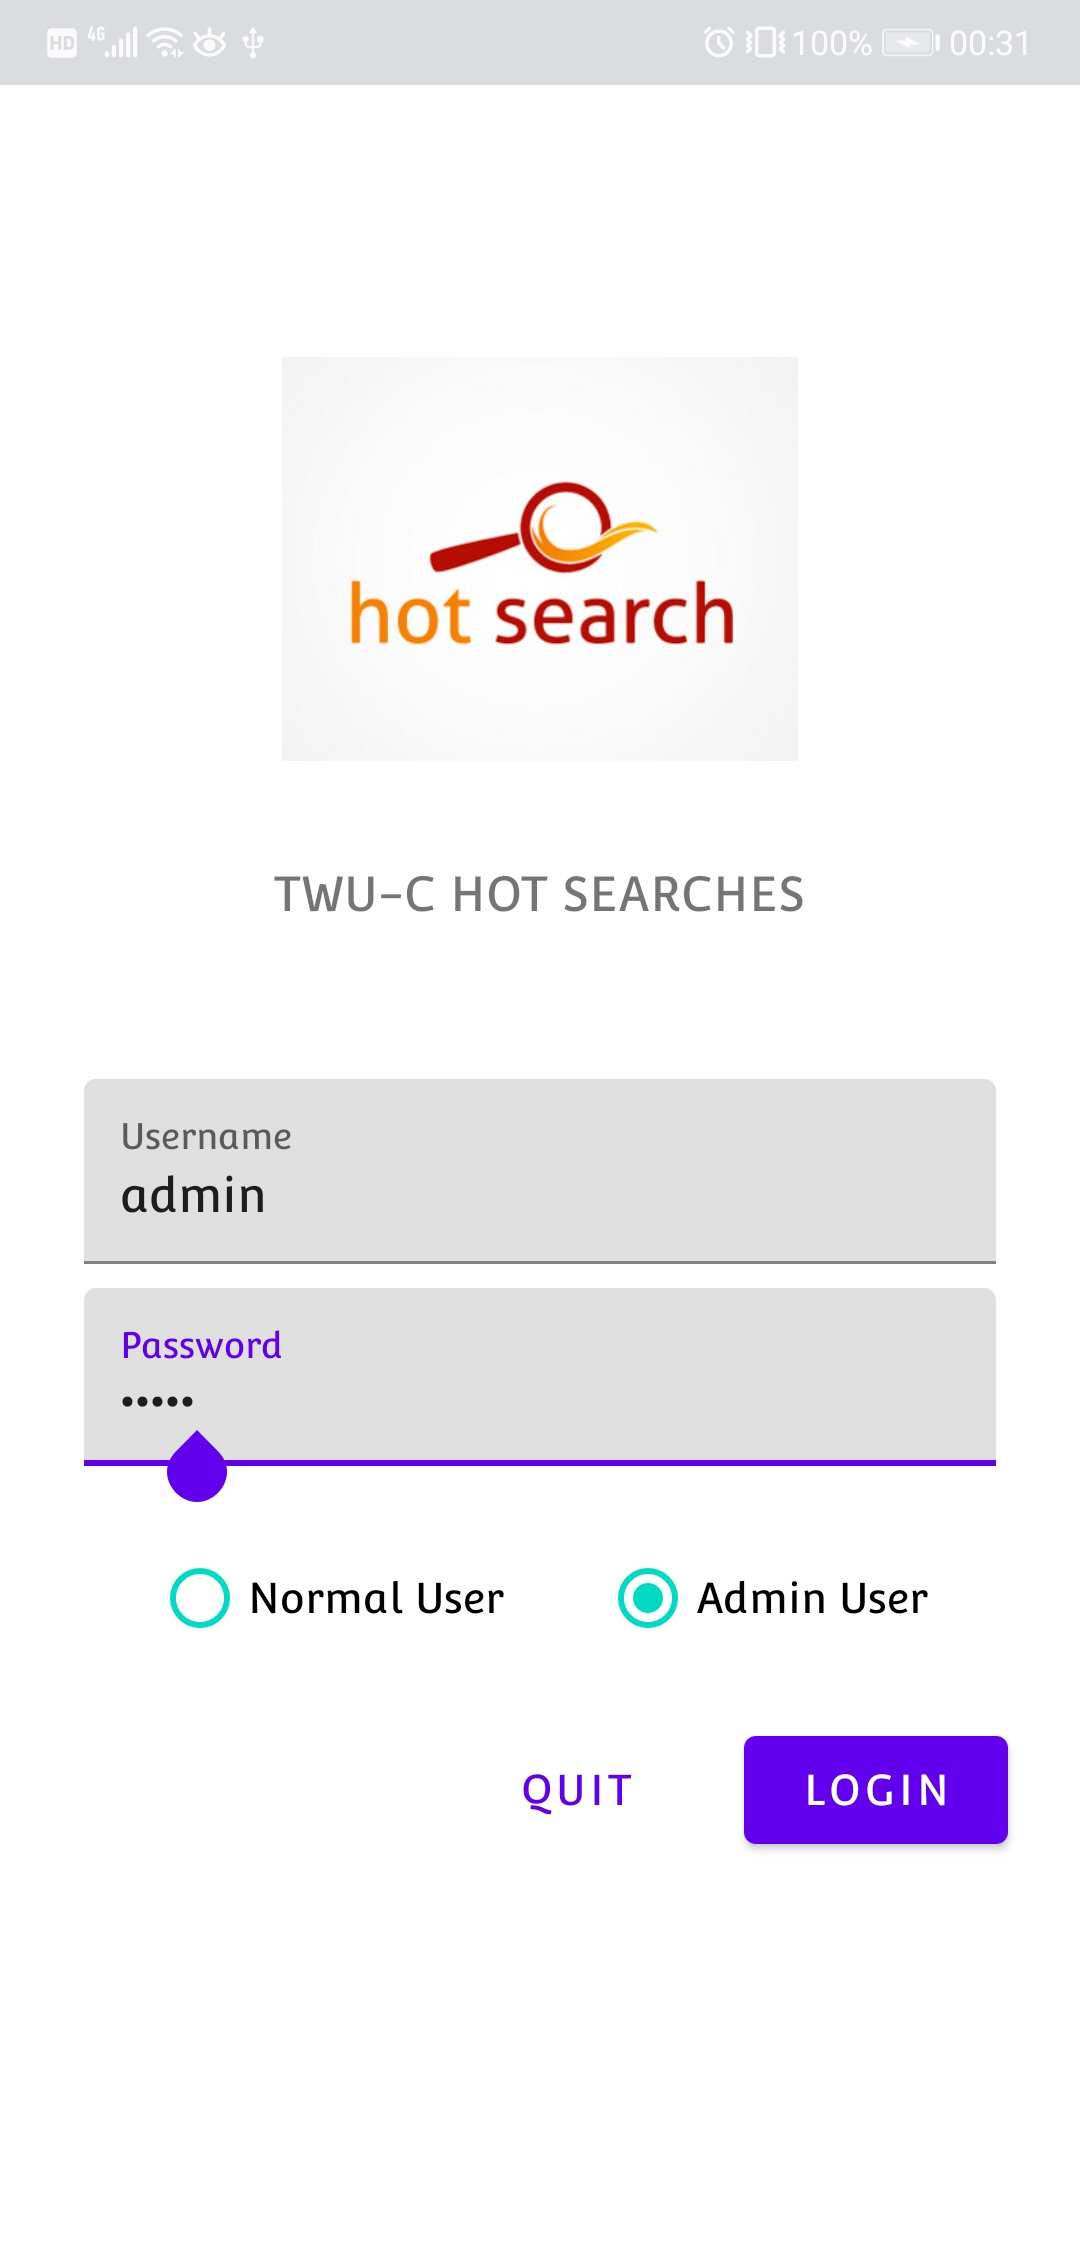 HD 4G 100% 00:31
hot search
TWU-C HOT SEARCHES
Username
admin
Password
•••••
Normal User Admin User
QUIT LOGIN